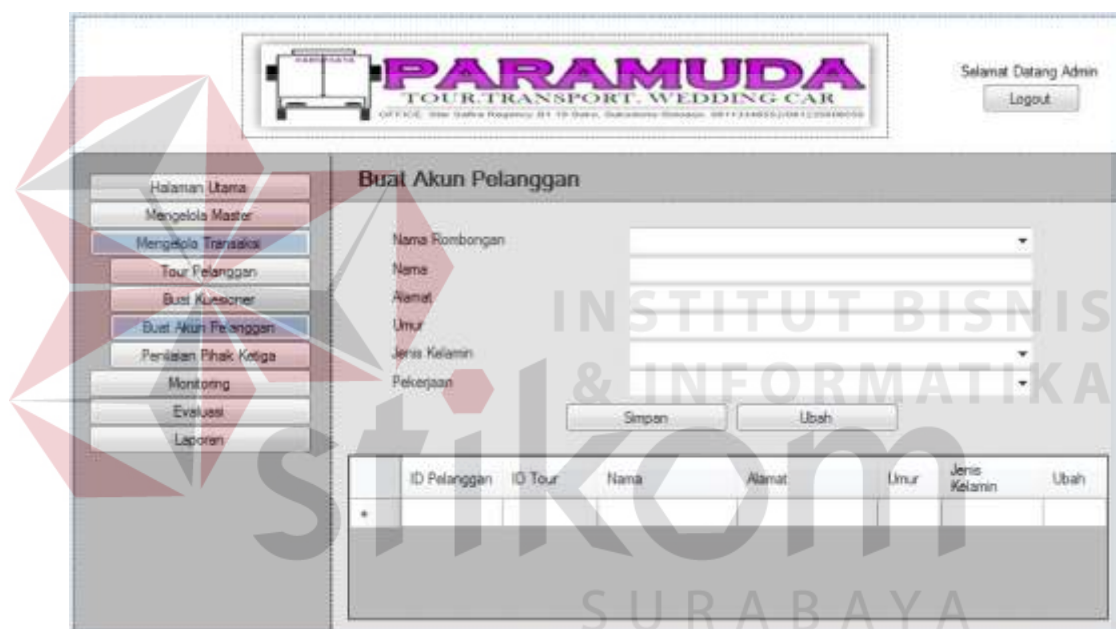 PARAMUDA
TOUR.TRANSPORT. WEDDING CAR
Selamat Datang Admin
Logout
Halaman Utama
Mengelola Master
Mengelola Transaksi
Tour Pelanggan
Buat Kuesioner
Buat Akun Pelanggan
Penilaian Pihak Ketiga
Monitoring
Evaluasi
Laporan
Buat Akun Pelanggan
Nama Rombongan
Nama
Alamat
Umur
Jenis Kelamin
Pekerjaan
Simpan
Ubah
ID Pelanggan ID Tour Nama Alamat Umur Jenis Kelamin Ubah
INSTITUT BISNIS
& INFORMATIKA
stikom
SURABAYA